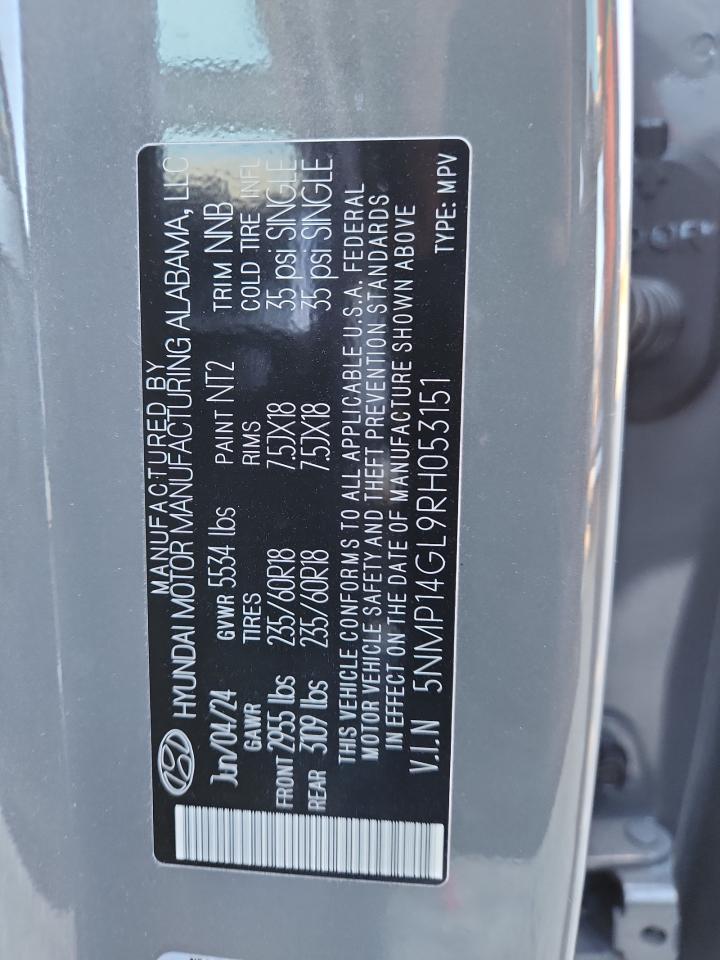 MANUFACTURED BY
HYUNDAI MOTOR MANUFACTURING ALABAMA, LLC
Jun/04/24 GVWR 5534 lbs PAINT NT2 TRIM NNB
GAWR TIRES RIMS COLD TIRE INFL
FRONT 2955 lbs 235/60R18 7.5JX18 35 psi SINGLE
REAR 3109 lbs 235/60R18 7.5JX18 35 psi SINGLE
THIS VEHICLE CONFORMS TO ALL APPLICABLE U.S.A. FEDERAL
MOTOR VEHICLE SAFETY AND THEFT PREVENTION STANDARDS
IN EFFECT ON THE DATE OF MANUFACTURE SHOWN ABOVE
V.I.N 5NMP14GL9RH053151
TYPE: MPV